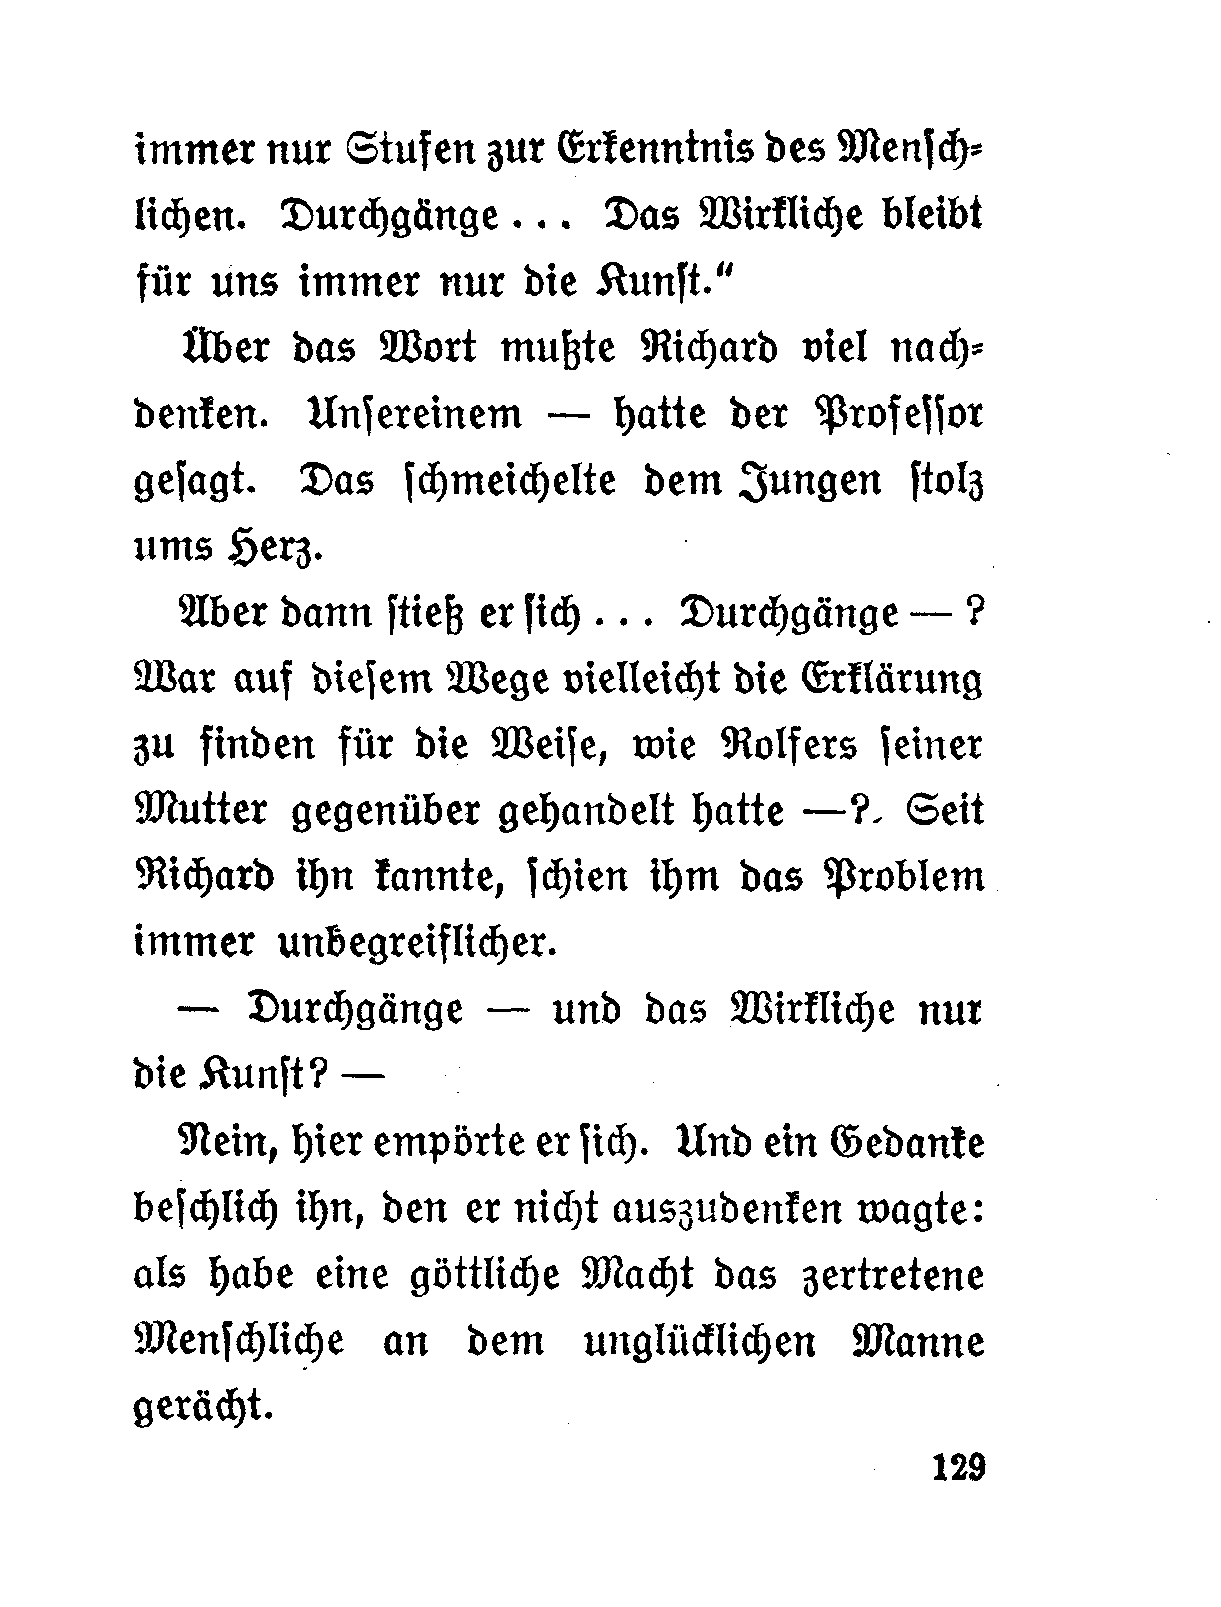 immer nur Stufen zur Erkenntnis des Mensch-
lichen. Durchgänge . . . Das Wirkliche bleibt
für uns immer nur die Kunst.“
Über das Wort mußte Richard viel nach-
denken. Unsereinem — hatte der Professor
gesagt. Das schmeichelte dem Jungen stolz
ums Herz.
Aber dann stieß er sich . . . Durchgänge — ?
War auf diesem Wege vielleicht die Erklärung
zu finden für die Weise, wie Rolfers seiner
Mutter gegenüber gehandelt hatte —?. Seit
Richard ihn kannte, schien ihm das Problem
immer unbegreiflicher.
— Durchgänge — und das Wirkliche nur
die Kunst? —
Nein, hier empörte er sich. Und ein Gedanke
beschlich ihn, den er nicht auszudenken wagte:
als habe eine göttliche Macht das zertretene
Menschliche an dem unglücklichen Manne
gerächt.
129